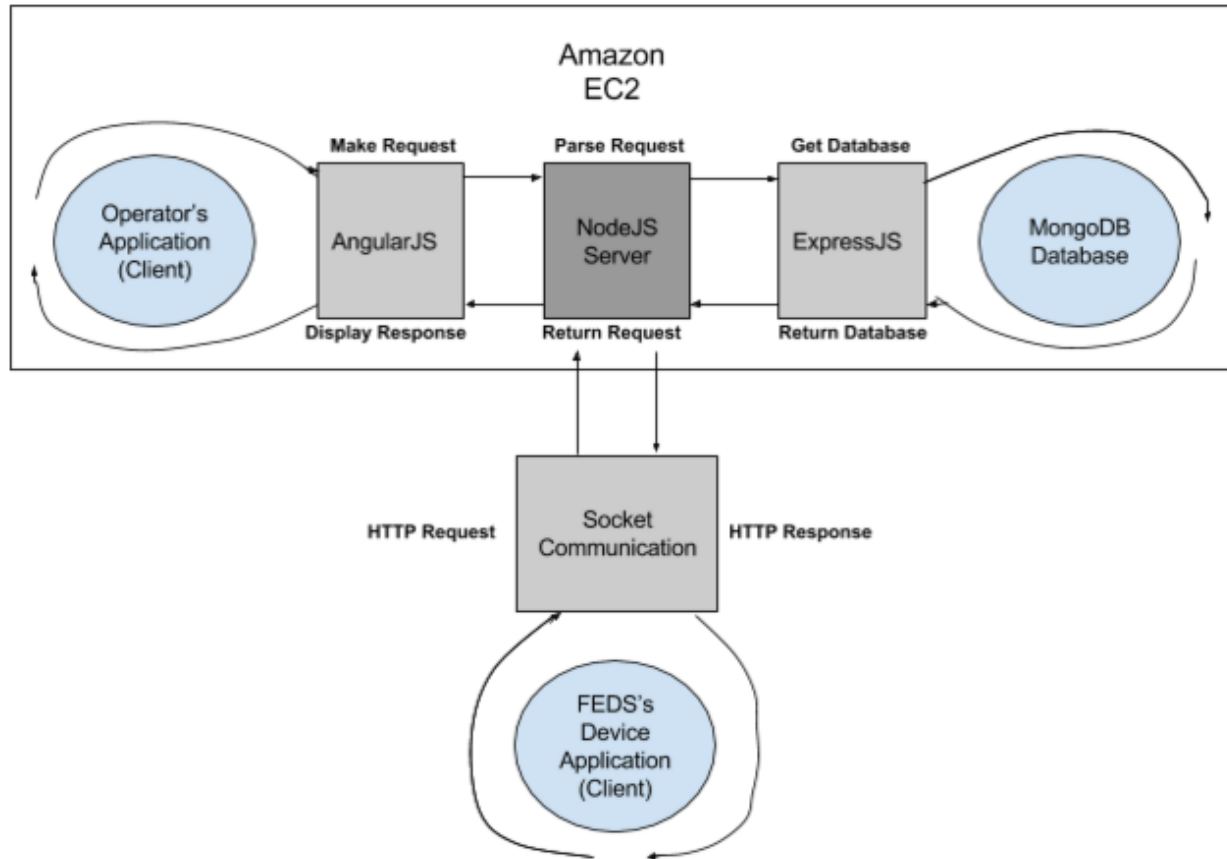 Amazon
EC2
Make Request
Parse Request
Get Database
Operator's
Application
(Client)
AngularJS
NodeJS
Server
ExpressJS
MongoDB
Database
Display Response
Return Request
Return Database
HTTP Request
Socket
Communication
HTTP Response
FEDS's
Device
Application
(Client)